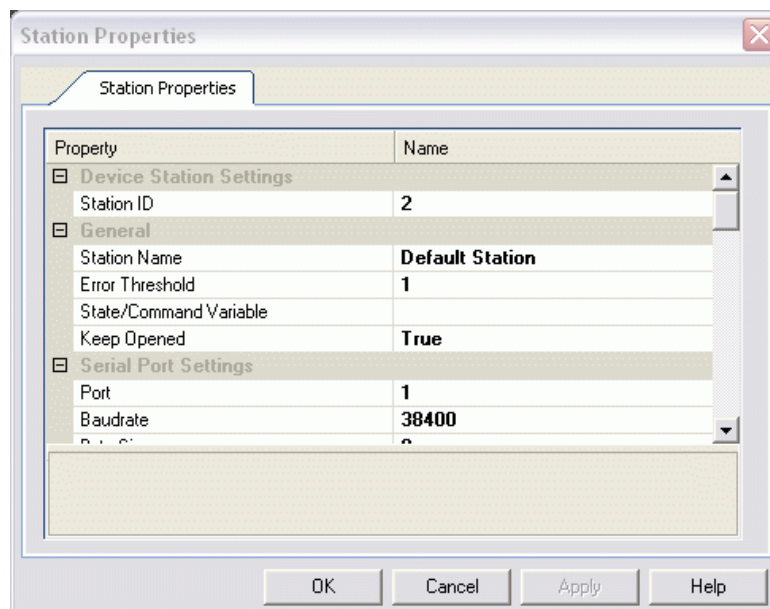 Station Properties
Station Properties
Property Name
Device Station Settings
Station ID 2
General
Station Name Default Station
Error Threshold 1
State/Command Variable
Keep Opened True
Serial Port Settings
Port 1
Baudrate 38400
OK Cancel Apply Help